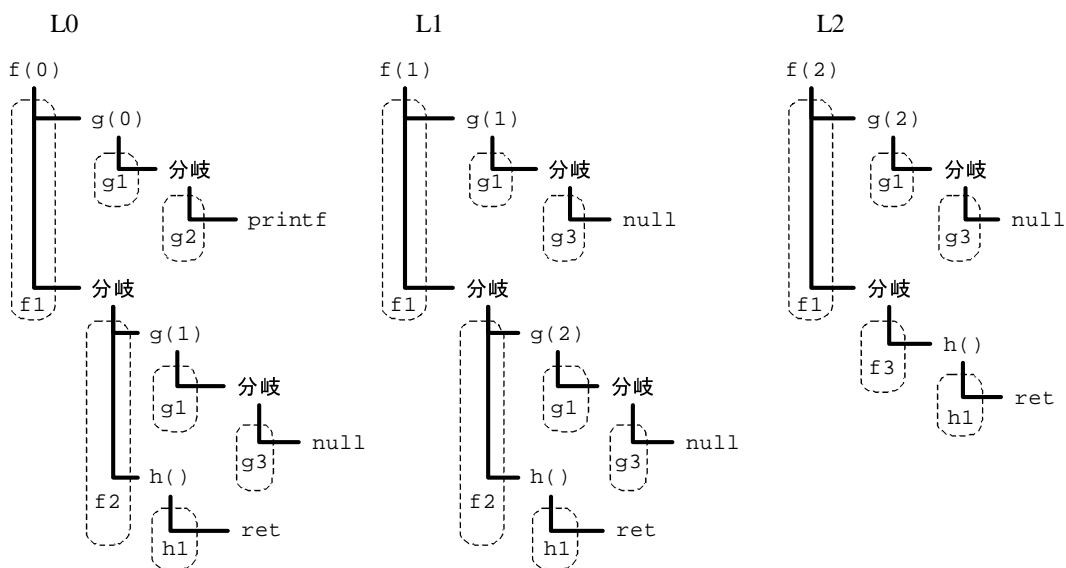 L0 L1 L2
f(0) f(1) f(2)
g(0) g(1) g(2)
g1 分岐 g1 分岐 g1 分岐
g2 printf g3 null g3 null
f1 分岐 f1 分岐 f1 分岐
g(1) g(2) f3 h()
g1 分岐 g1 分岐 h1 ret
g3 null g3 null
f2 h() f2 h()
h1 ret h1 ret